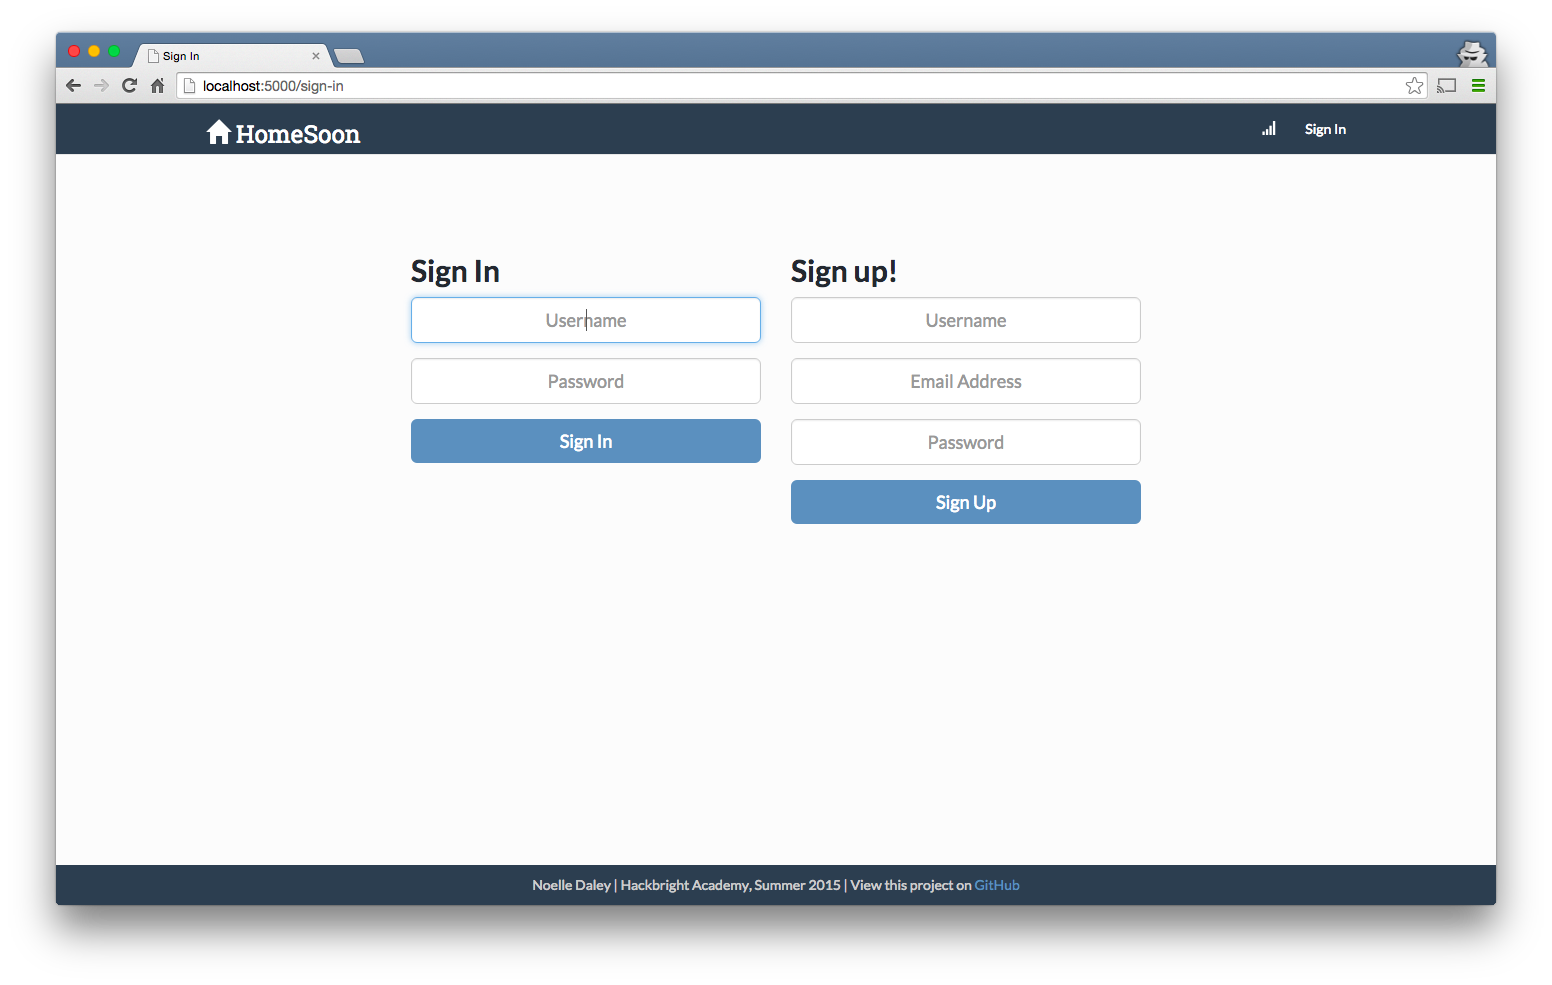 Sign In
localhost:5000/sign-in
HomeSoon
Sign In
Sign In
Username
Password
Sign In
Sign up!
Username
Email Address
Password
Sign Up
Noelle Daley | Hackbright Academy, Summer 2015 | View this project on GitHub